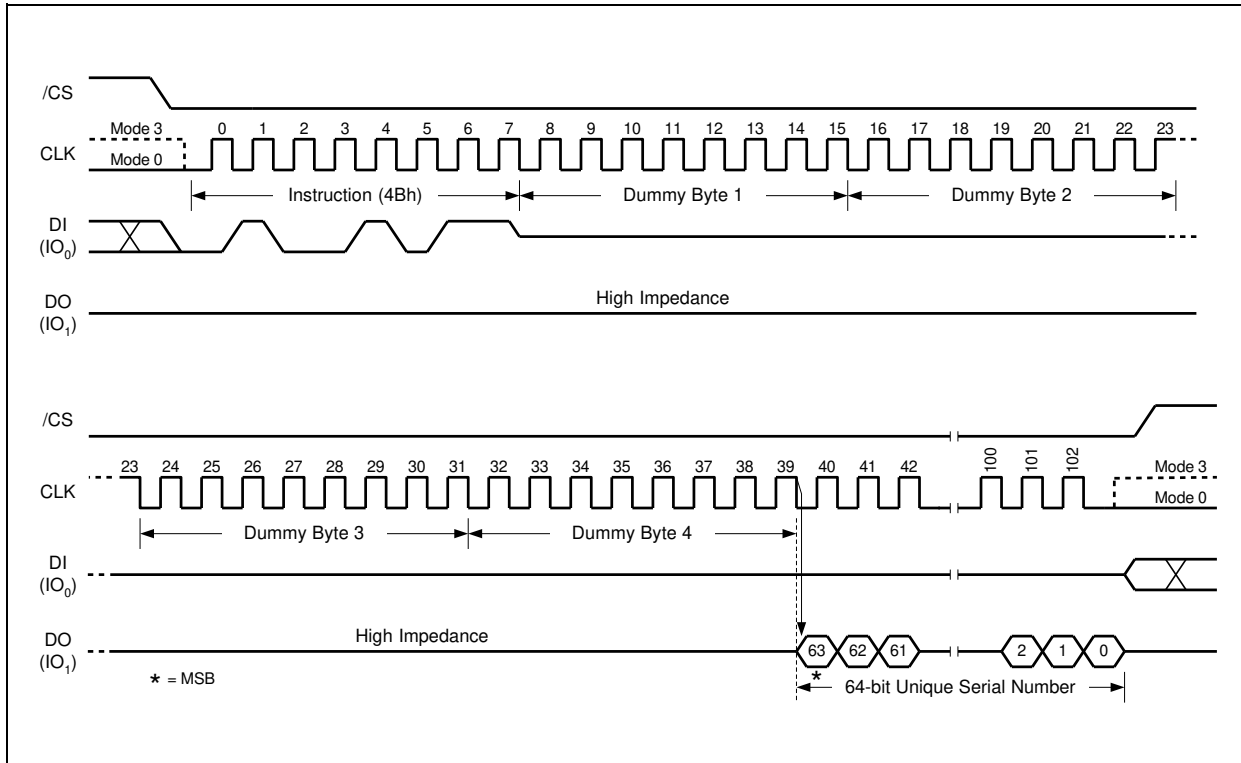 /CS
Mode 3
0 1 2 3 4 5 6 7 8 9 10 11 12 13 14 15 16 17 18 19 20 21 22 23
CLK
Mode 0
Instruction (4Bh)
Dummy Byte 1
Dummy Byte 2
DI
(IO0)
High Impedance
DO
(IO1)
/CS
23 24 25 26 27 28 29 30 31 32 33 34 35 36 37 38 39 40 41 42 100 101 102
Mode 3
CLK
Mode 0
Dummy Byte 3
Dummy Byte 4
DI
(IO0)
DO
(IO1)
High Impedance
63 62 61 2 1 0
* = MSB
*
64-bit Unique Serial Number